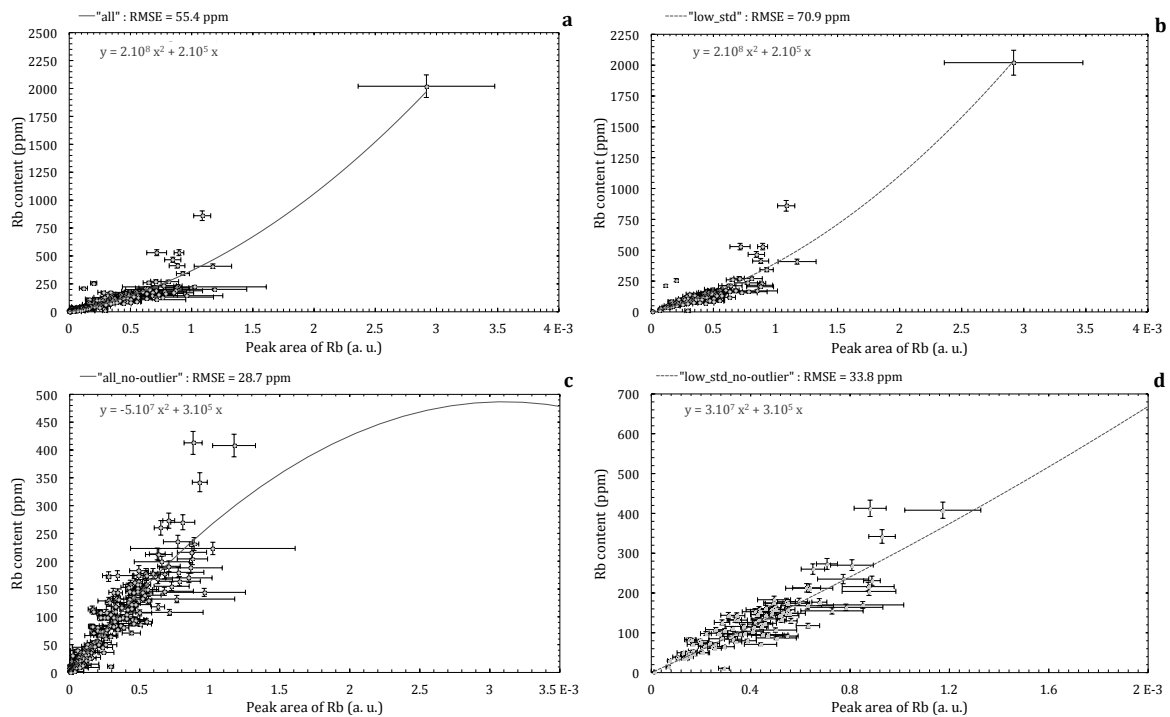 "all" : RMSE = 55.4 ppm
a
y = 2.10⁸ x² + 2.10⁵ x
2500
2250
2000
1750
1500
1250
1000
750
500
250
0
Rb content (ppm)
0 0.5 1 1.5 2 2.5 3 3.5 4 E-3
Peak area of Rb (a. u.)
"low_std" : RMSE = 70.9 ppm
b
y = 2.10⁸ x² + 2.10⁵ x
2250
2000
1750
1500
1250
1000
750
500
250
0
Rb content (ppm)
0 0.5 1 1.5 2 2.5 3 3.5 4 E-3
Peak area of Rb (a. u.)
"all_no-outlier" : RMSE = 28.7 ppm
c
y = -5.10⁷ x² + 3.10⁵ x
500
450
400
350
300
250
200
150
100
50
0
Rb content (ppm)
0 0.5 1 1.5 2 2.5 3 3.5 E-3
Peak area of Rb (a. u.)
"low_std_no-outlier" : RMSE = 33.8 ppm
d
y = 3.10⁷ x² + 3.10⁵ x
700
600
500
400
300
200
100
0
Rb content (ppm)
0 0.4 0.8 1.2 1.6 2 E-3
Peak area of Rb (a. u.)